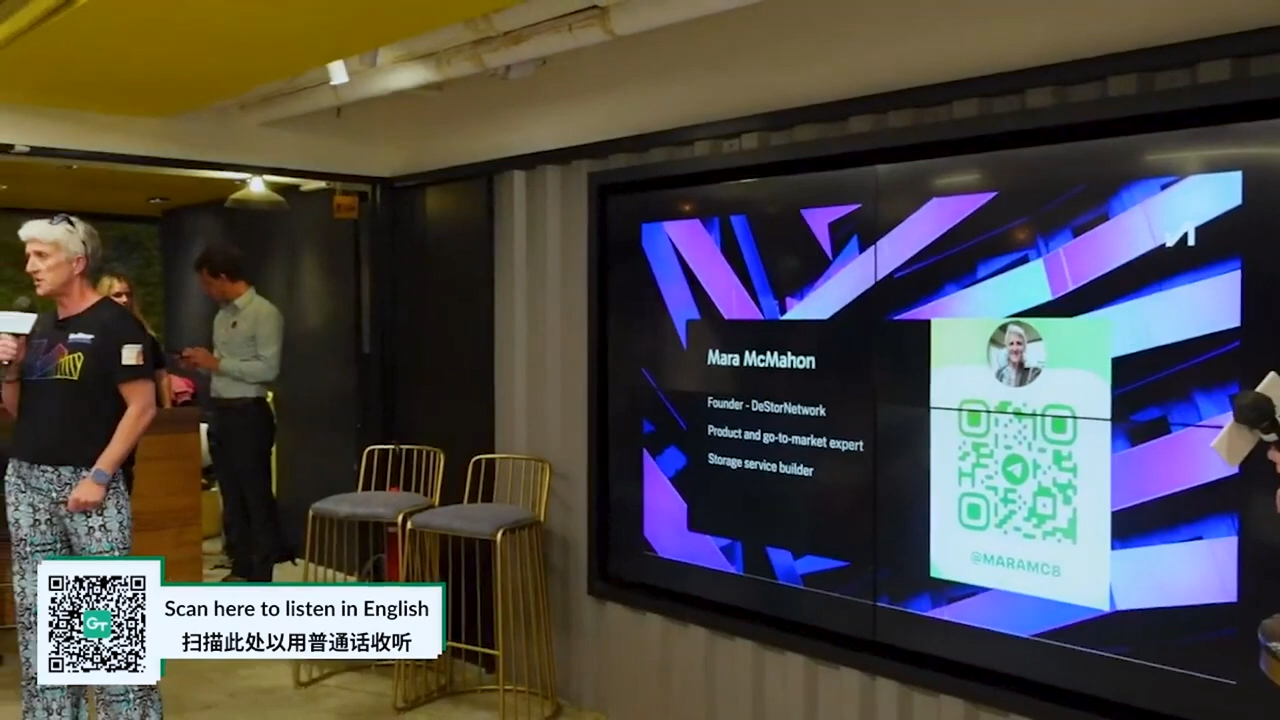 Mara McMahon
Founder - DeStorNetwork
Product and go-to-market expert
Storage service builder
@MARAMC8
GT
Scan here to listen in English
扫描此处以用普通话收听